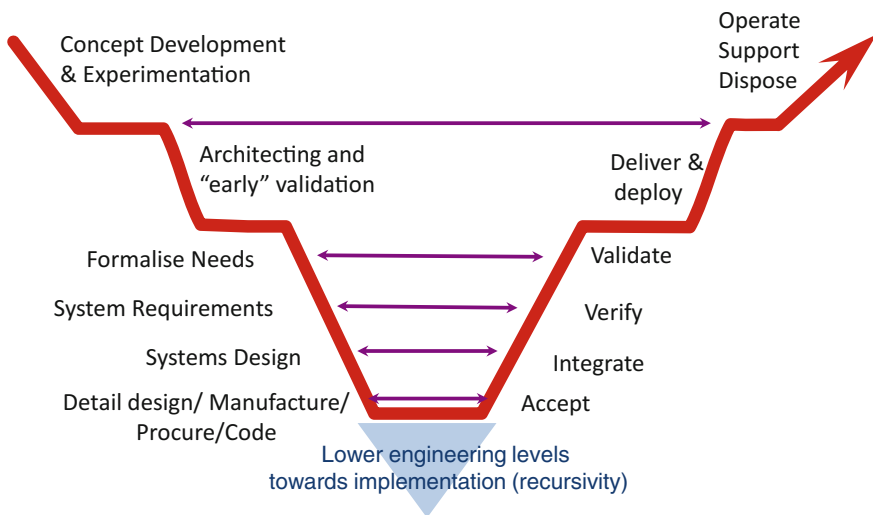 Concept Development
& Experimentation
Operate
Support
Dispose
Architecting and
“early” validation
Deliver &
deploy
Formalise Needs
Validate
System Requirements
Verify
Systems Design
Integrate
Detail design/ Manufacture/
Procure/Code
Accept
Lower engineering levels
towards implementation (recursivity)